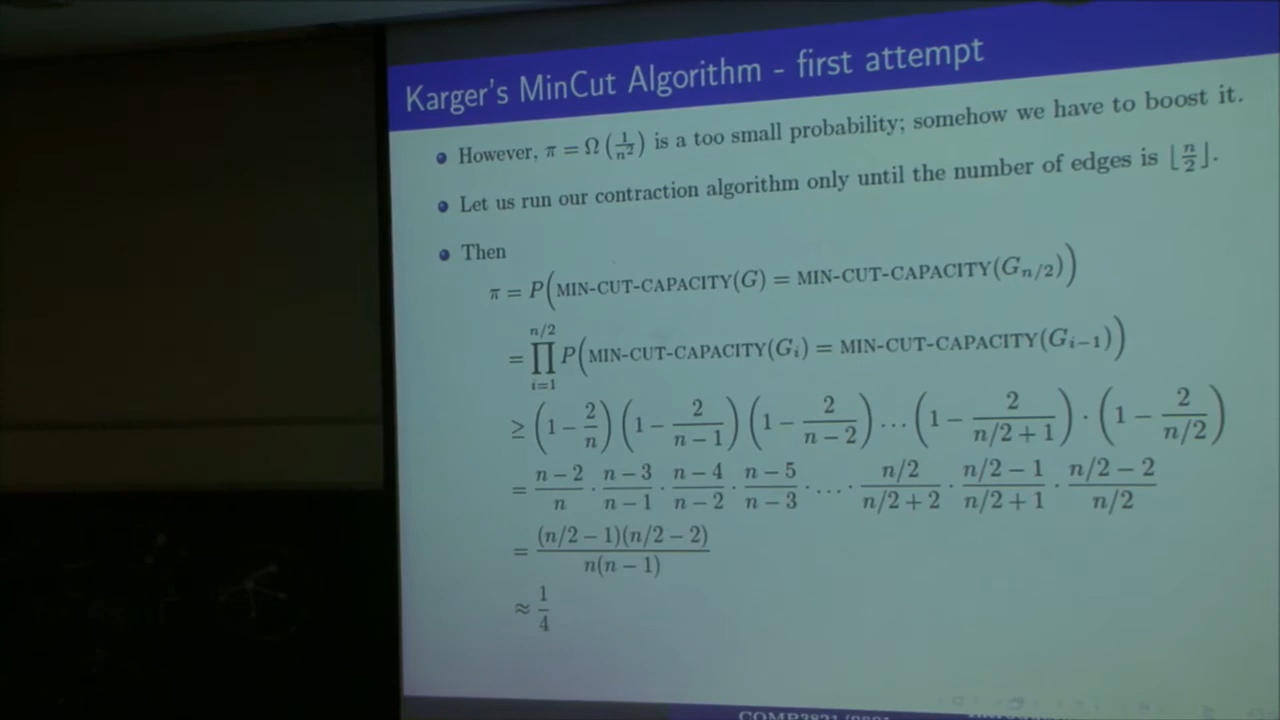 Karger's MinCut Algorithm - first attempt
However, π = Ω(1/n²) is a too small probability; somehow we have to boost it.
Let us run our contraction algorithm only until the number of edges is ⌊n/2⌋.
Then
π = P(MIN-CUT-CAPACITY(G) = MIN-CUT-CAPACITY(G_{n/2}))
= ∏_{i=1}^{n/2} P(MIN-CUT-CAPACITY(G_i) = MIN-CUT-CAPACITY(G_{i−1}))
≥ (1 − 2/n)(1 − 2/(n − 1))(1 − 2/(n − 2)) … (1 − 2/(n/2 + 1)) · (1 − 2/(n/2))
= (n − 2)/n · (n − 3)/(n − 1) · (n − 4)/(n − 2) · (n − 5)/(n − 3) · … · (n/2)/(n/2 + 2) · (n/2 − 1)/(n/2 + 1) · (n/2 − 2)/(n/2)
= (n/2 − 1)(n/2 − 2)/(n(n − 1))
≈ 1/4